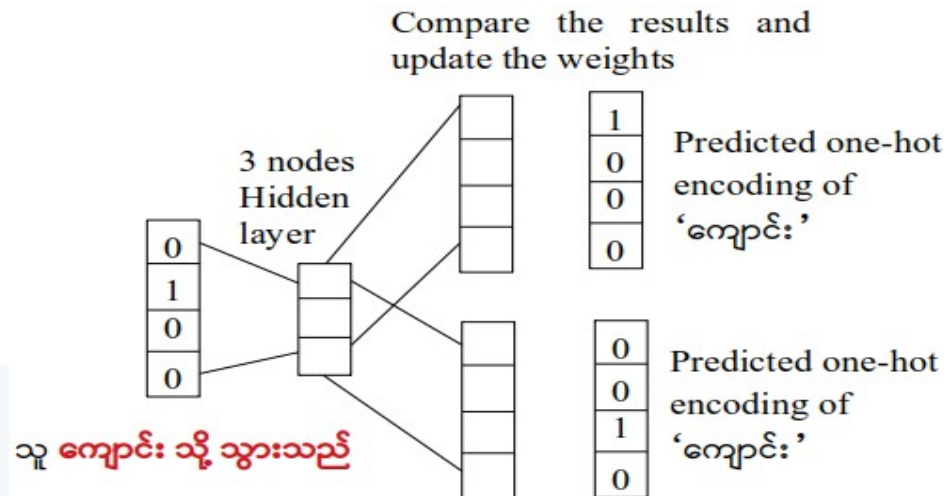 Compare the results and
update the weights
3 nodes
Hidden
layer
0
1
0
0
1
0
0
0
Predicted one-hot
encoding of
‘ကျောင်း’
0
0
1
0
Predicted one-hot
encoding of
‘ကျောင်း’
သူ ကျောင်း သို့ သွားသည်